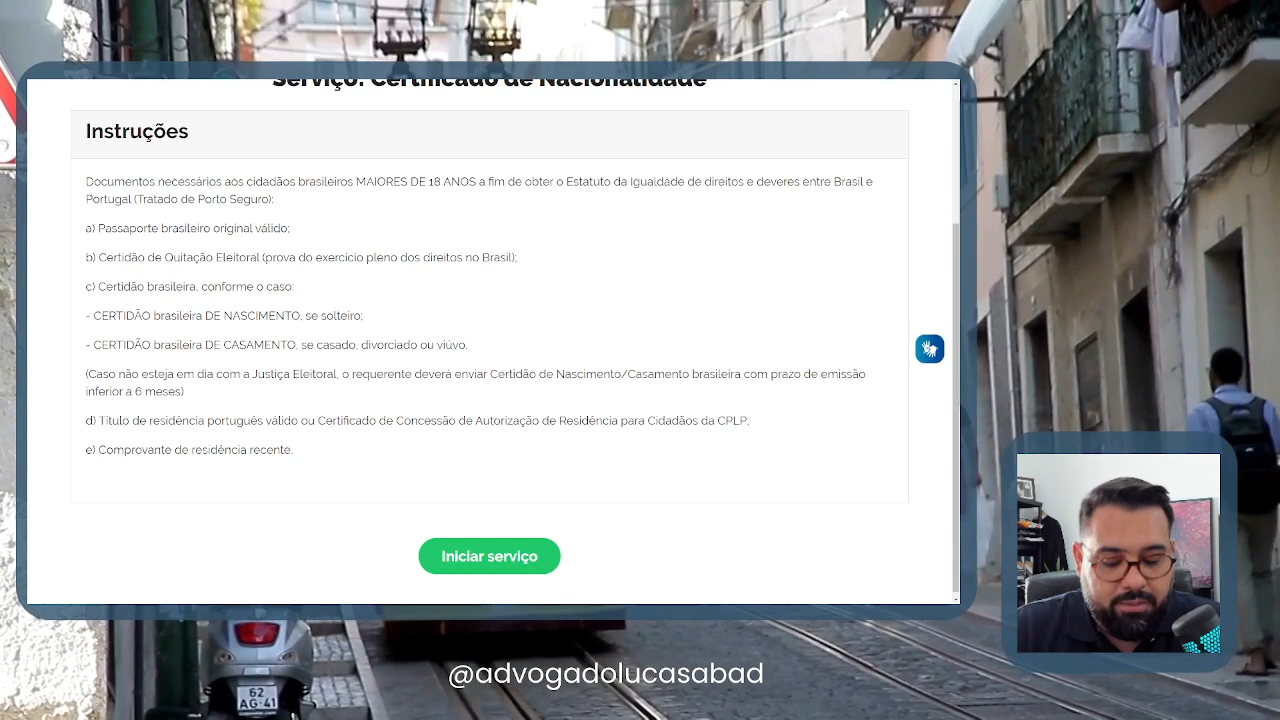 Serviço: Certificado de Nacionalidade
Instruções
Documentos necessários aos cidadãos brasileiros MAIORES DE 18 ANOS a fim de obter o Estatuto da Igualdade de direitos e deveres entre Brasil e
Portugal (Tratado de Porto Seguro):
a) Passaporte brasileiro original válido;
b) Certidão de Quitação Eleitoral (prova do exercício pleno dos direitos no Brasil);
c) Certidão brasileira, conforme o caso:
- CERTIDÃO brasileira DE NASCIMENTO, se solteiro;
- CERTIDÃO brasileira DE CASAMENTO, se casado, divorciado ou viúvo.
(Caso não esteja em dia com a Justiça Eleitoral, o requerente deverá enviar Certidão de Nascimento/Casamento brasileira com prazo de emissão
inferior a 6 meses)
d) Título de residência português válido ou Certificado de Concessão de Autorização de Residência para Cidadãos da CPLP;
e) Comprovante de residência recente.
Iniciar serviço
62
AG-41
@advogadolucasabad